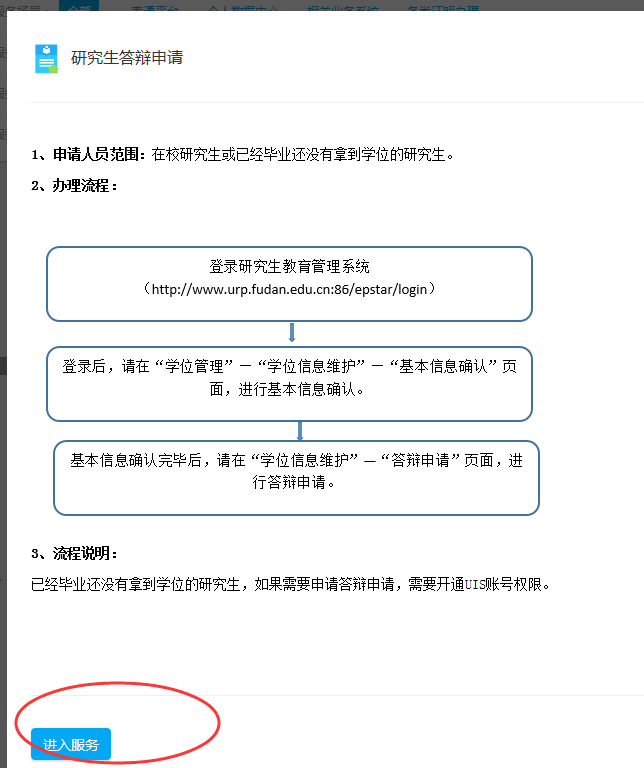 研究生答辩申请
1、申请人员范围：在校研究生或已经毕业还没有拿到学位的研究生。
2、办理流程：
登录研究生教育管理系统
（http://www.urp.fudan.edu.cn:86/epstar/login）
登录后，请在“学位管理”—“学位信息维护”—“基本信息确认”页
面，进行基本信息确认。
基本信息确认完毕后，请在“学位信息维护”—“答辩申请”页面，进
行答辩申请。
3、流程说明：
已经毕业还没有拿到学位的研究生，如果需要申请答辩申请，需要开通UIS账号权限。
进入服务